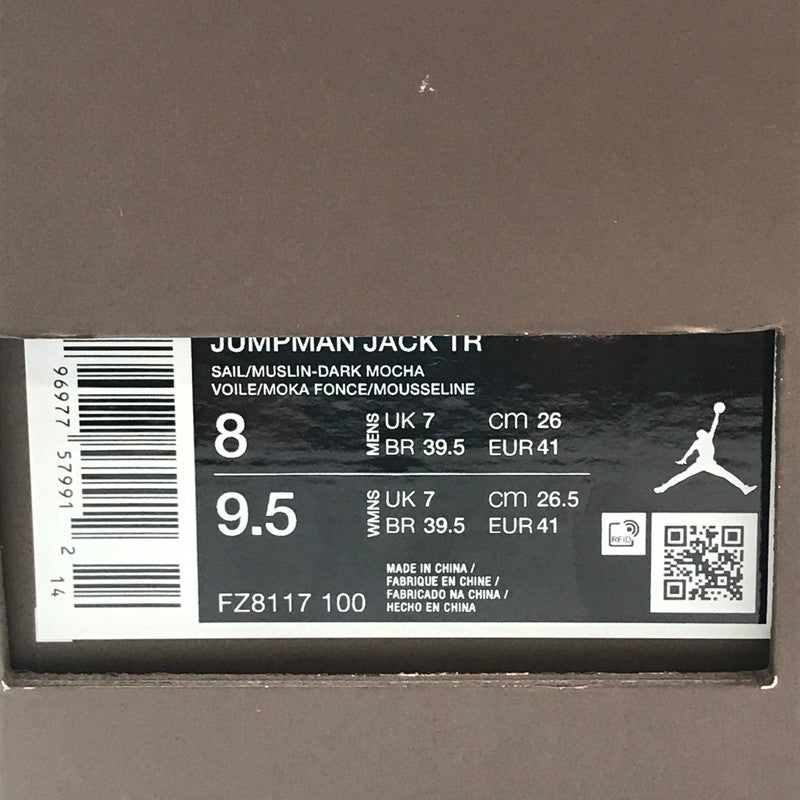 JUMPMAN JACK TR
SAIL/MUSLIN-DARK MOCHA
VOILE/MOKA FONCE/MOUSSELINE
8 MENS UK 7 cm 26
BR 39.5 EUR 41
9.5 WMNS UK 7 cm 26.5
BR 39.5 EUR 41
MADE IN CHINA /
FABRIQUE EN CHINE /
FABRICADO NA CHINA /
HECHO EN CHINA
FZ8117 100
RFID
96977 57991 2 14